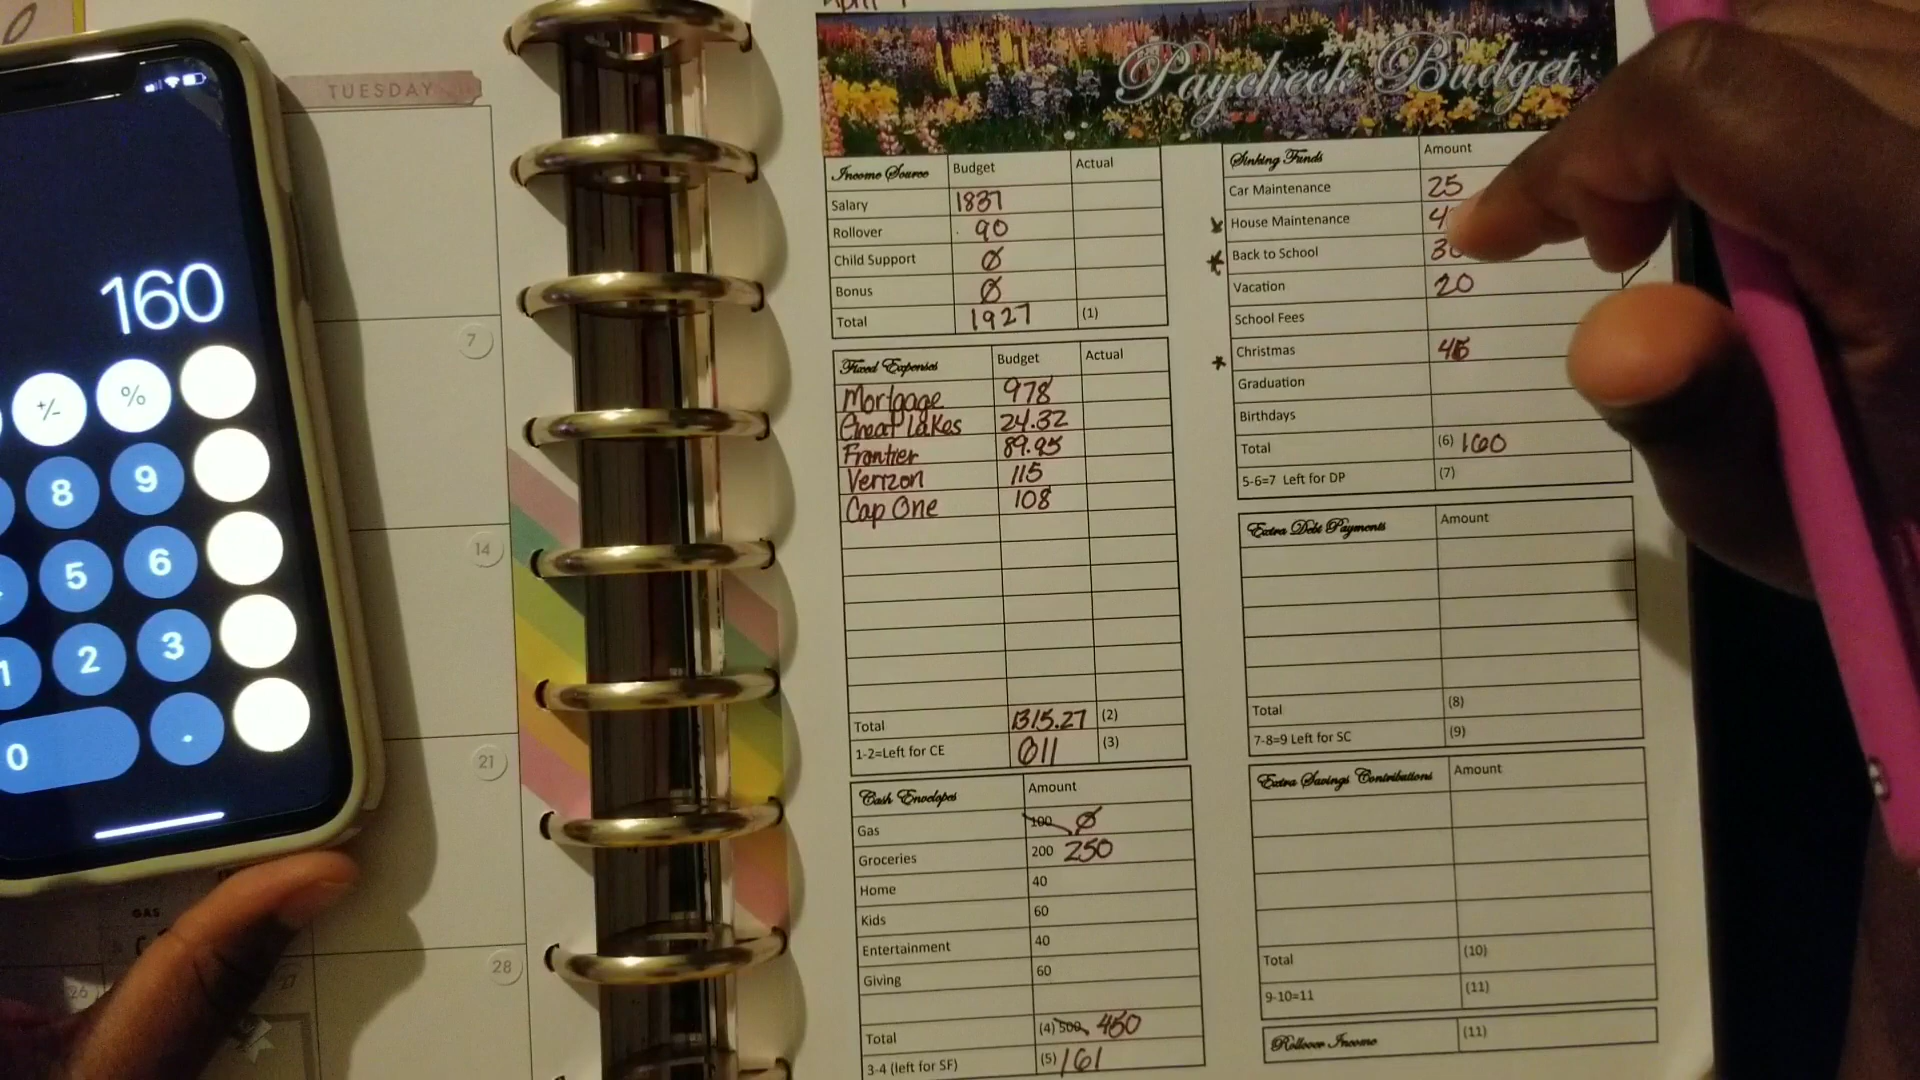 160
+/-
%
8
9
5
6
1
2
3
0
.
TUESDAY
7
14
21
28
GAS
26
27
Paycheck Budget
Income Source Budget Actual
Salary 1837
Rollover 90
Child Support Ø
Bonus Ø
Total 1927 (1)
Fixed Expenses Budget Actual
Mortgage 978
Great Lakes 24.32
Frontier 89.95
Verizon 115
Cap One 108
Total 1315.27 (2)
1-2=Left for CE 611 (3)
Cash Envelopes Amount
Gas 100 Ø
Groceries 200 250
Home 40
Kids 60
Entertainment 40
Giving 60
Total (4) 500 450
3-4 (left for SF) (5) 161
Sinking Funds Amount
Car Maintenance 25
House Maintenance 4
Back to School 3
Vacation 20
School Fees
Christmas 45
Graduation
Birthdays
Total (6) 160
5-6=7 Left for DP (7)
Extra Debt Payments Amount
Total (8)
7-8=9 Left for SC (9)
Extra Savings Contributions Amount
Total (10)
9-10=11 (11)
Rollover Income (11)